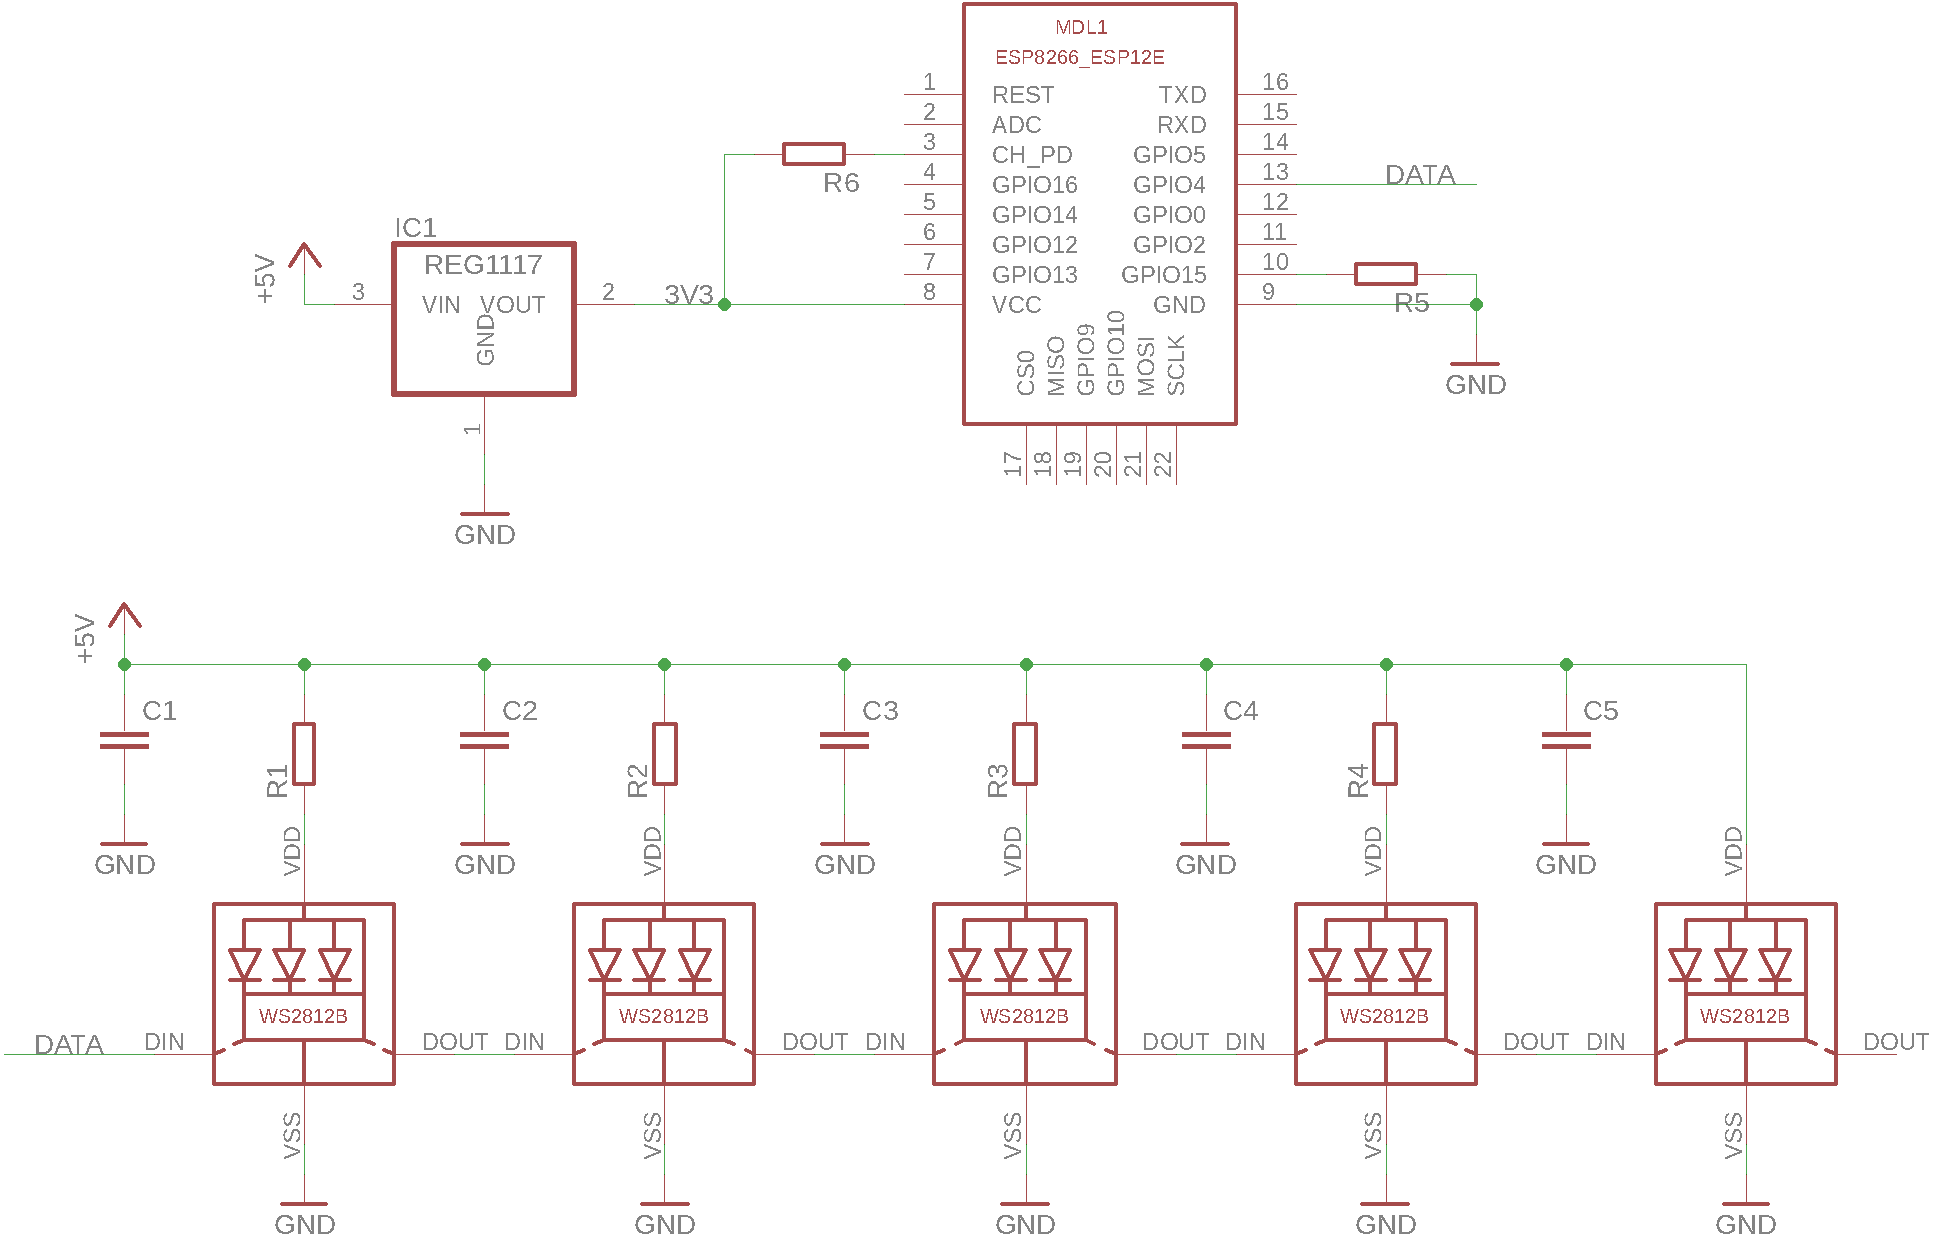 MDL1
ESP8266_ESP12E
1 REST TXD 16
2 ADC RXD 15
3 CH_PD GPIO5 14
4 GPIO16 GPIO4 13 DATA
5 GPIO14 GPIO0 12
6 GPIO12 GPIO2 11
7 GPIO13 GPIO15 10
8 VCC GND 9
R6
R5
GND
CS0 MISO GPIO9 GPIO10 MOSI SCLK
17 18 19 20 21 22
IC1
REG1117
+5V
3 VIN VOUT 2 3V3
GND
1
GND
+5V
C1 C2 C3 C4 C5
R1 R2 R3 R4
GND GND GND GND GND
VDD VDD VDD VDD VDD
WS2812B WS2812B WS2812B WS2812B WS2812B
DATA DIN DOUT DIN DOUT DIN DOUT DIN DOUT DIN DOUT
VSS VSS VSS VSS VSS
GND GND GND GND GND